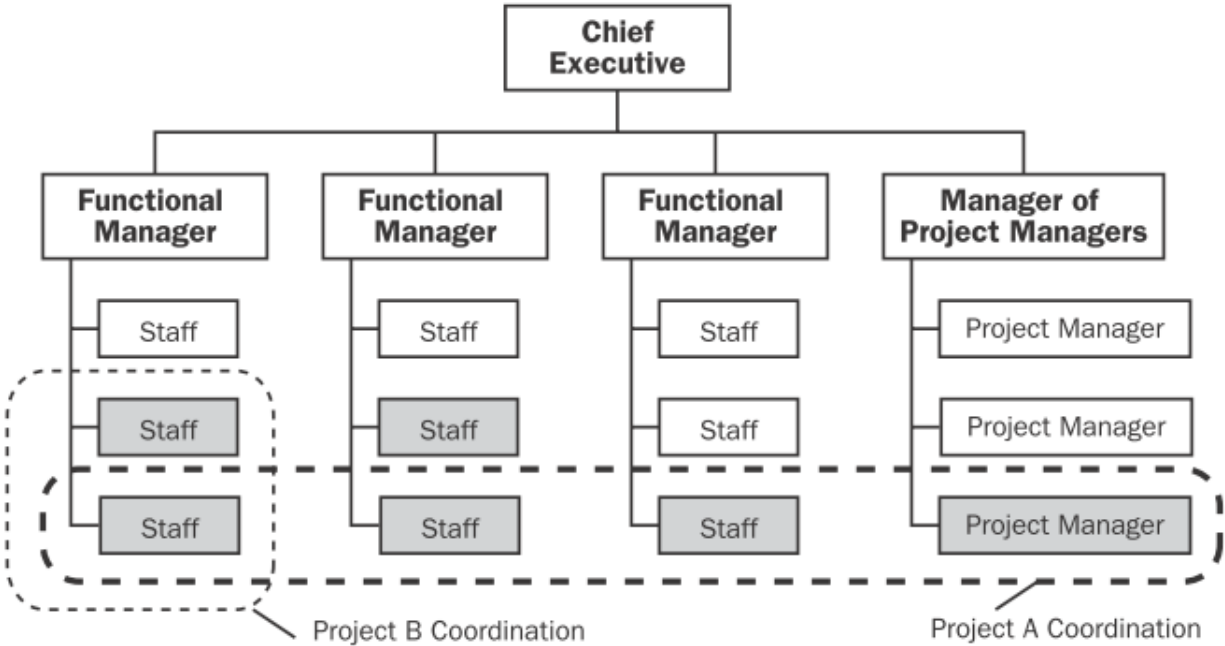 Chief
Executive
Functional
Manager
Functional
Manager
Functional
Manager
Manager of
Project Managers
Staff
Staff
Staff
Project Manager
Staff
Staff
Staff
Project Manager
Staff
Staff
Staff
Project Manager
Project B Coordination
Project A Coordination